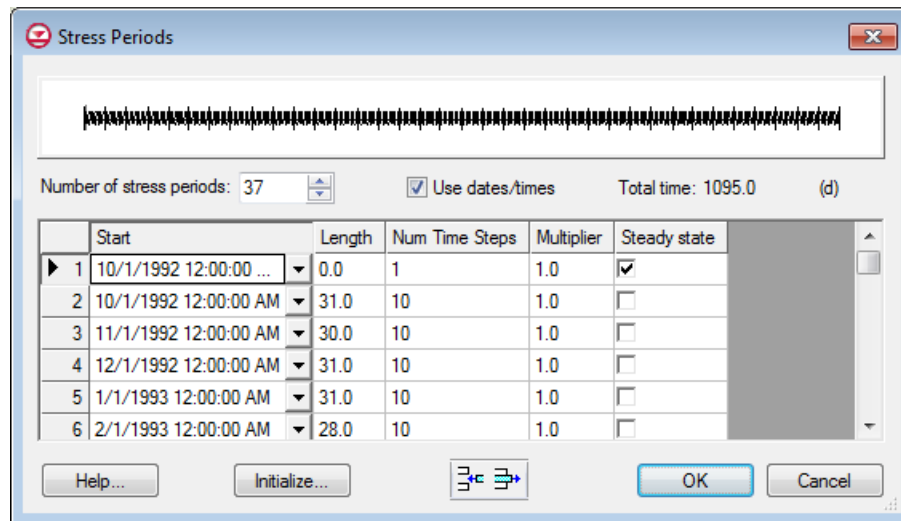 Stress Periods
Number of stress periods: 37 Use dates/times Total time: 1095.0 (d)
Start Length Num Time Steps Multiplier Steady state
1 10/1/1992 12:00:00 ... 0.0 1 1.0
2 10/1/1992 12:00:00 AM 31.0 10 1.0
3 11/1/1992 12:00:00 AM 30.0 10 1.0
4 12/1/1992 12:00:00 AM 31.0 10 1.0
5 1/1/1993 12:00:00 AM 31.0 10 1.0
6 2/1/1993 12:00:00 AM 28.0 10 1.0
Help... Initialize... OK Cancel